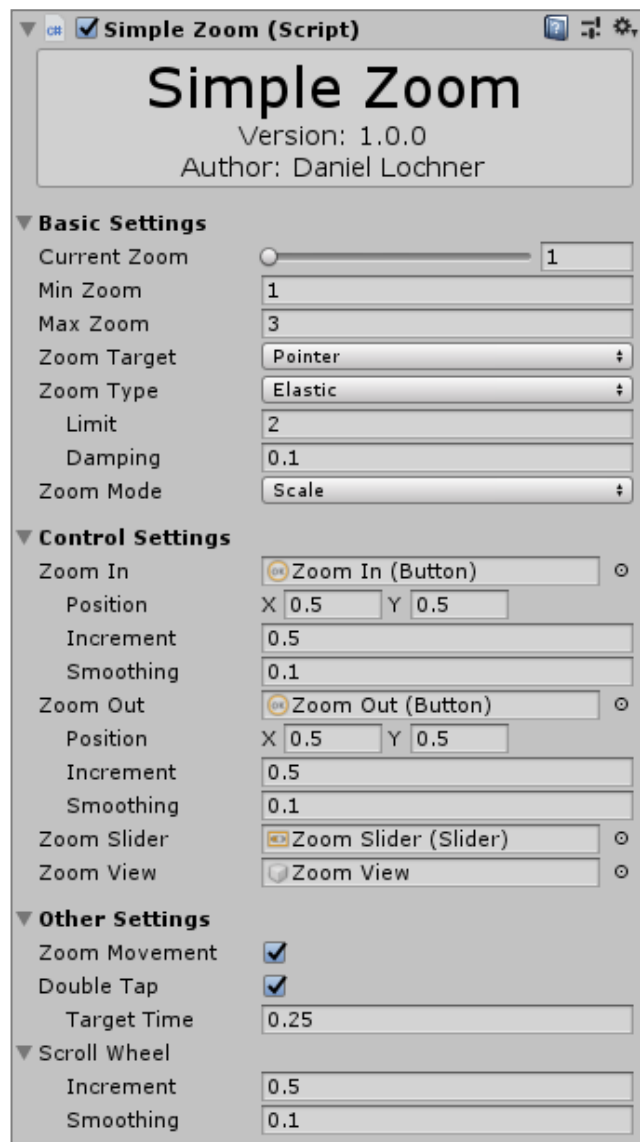 Simple Zoom (Script)
Simple Zoom
Version: 1.0.0
Author: Daniel Lochner
Basic Settings
Current Zoom 1
Min Zoom 1
Max Zoom 3
Zoom Target Pointer
Zoom Type Elastic
Limit 2
Damping 0.1
Zoom Mode Scale
Control Settings
Zoom In Zoom In (Button)
Position X 0.5 Y 0.5
Increment 0.5
Smoothing 0.1
Zoom Out Zoom Out (Button)
Position X 0.5 Y 0.5
Increment 0.5
Smoothing 0.1
Zoom Slider Zoom Slider (Slider)
Zoom View Zoom View
Other Settings
Zoom Movement
Double Tap
Target Time 0.25
Scroll Wheel
Increment 0.5
Smoothing 0.1